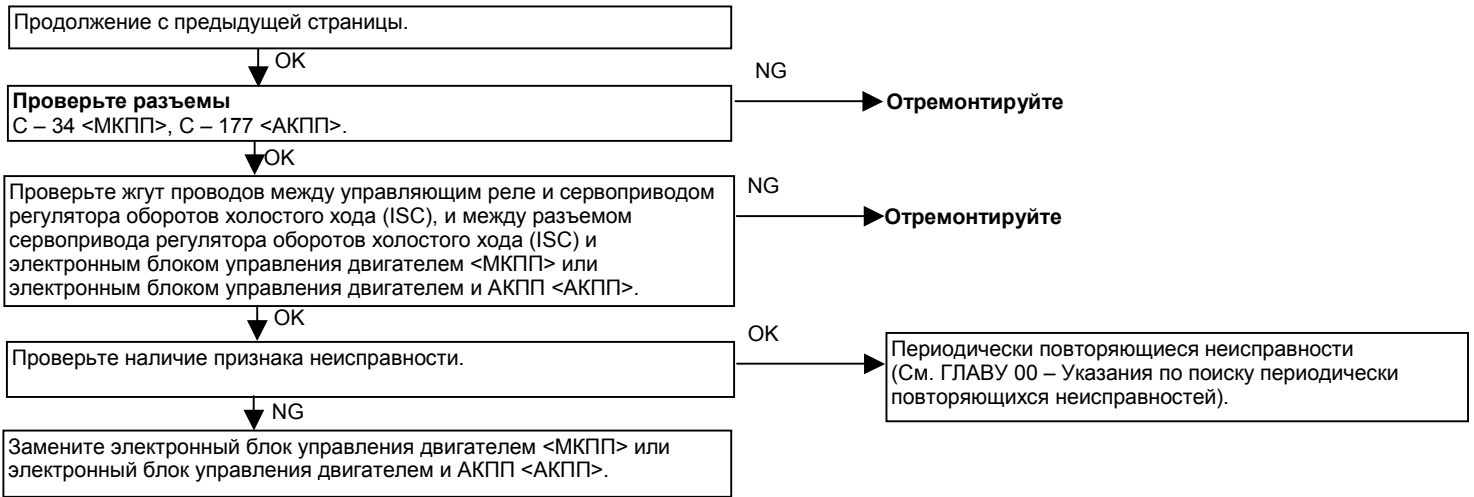 Продолжение с предыдущей страницы.
OK
NG
Проверьте разъемы
С – 34 <МКПП>, С – 177 <АКПП>.
Отремонтируйте
OK
Проверьте жгут проводов между управляющим реле и сервоприводом
регулятора оборотов холостого хода (ISC), и между разъемом
сервопривода регулятора оборотов холостого хода (ISC) и
электронным блоком управления двигателем <МКПП> или
электронным блоком управления двигателем и АКПП <АКПП>.
NG
Отремонтируйте
OK
Проверьте наличие признака неисправности.
OK
Периодически повторяющиеся неисправности
(См. ГЛАВУ 00 – Указания по поиску периодически
повторяющихся неисправностей).
NG
Замените электронный блок управления двигателем <МКПП> или
электронный блок управления двигателем и АКПП <АКПП>.